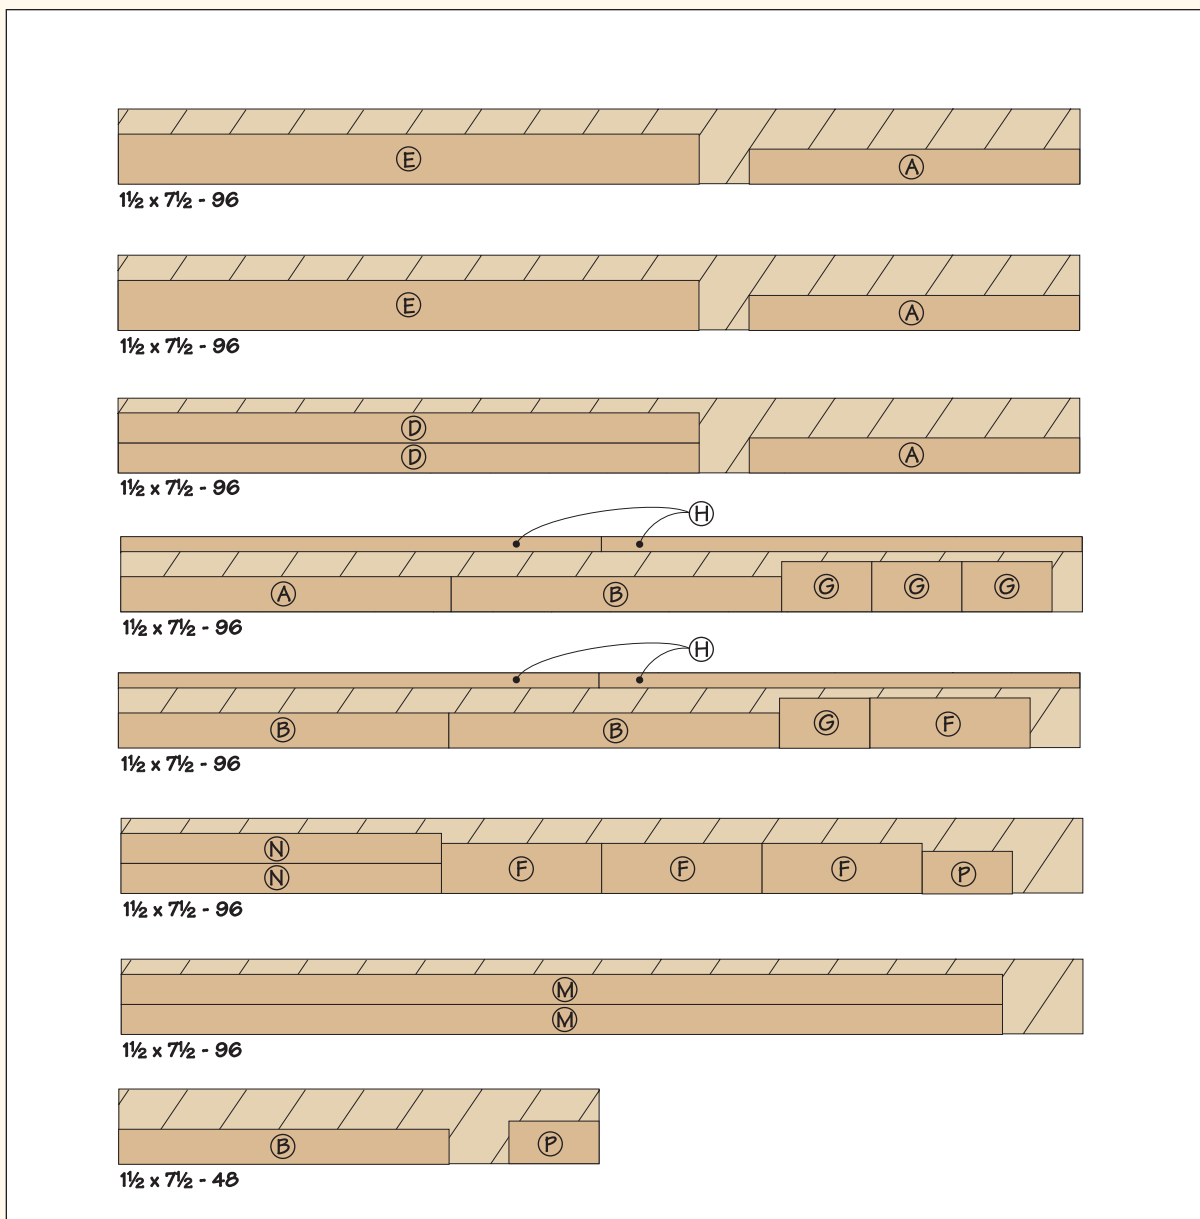 E A
1½ x 7½ - 96
E A
1½ x 7½ - 96
D
D A
1½ x 7½ - 96
H
A B G G G
1½ x 7½ - 96
H
B B G F
1½ x 7½ - 96
N
N F F F P
1½ x 7½ - 96
M
M
1½ x 7½ - 96
B P
1½ x 7½ - 48